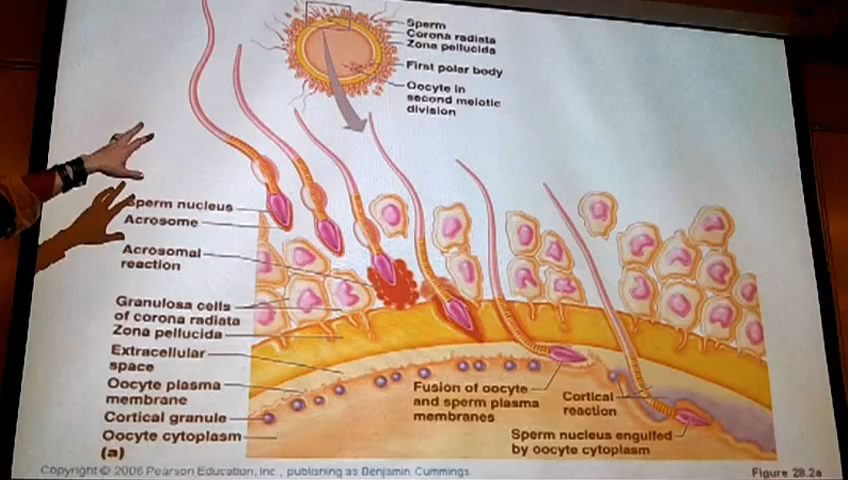 Sperm
Corona radiata
Zona pellucida
First polar body
Oocyte in
second meiotic
division
Sperm nucleus
Acrosome
Acrosomal
reaction
Granulosa cells
of corona radiata
Zona pellucida
Extracellular
space
Oocyte plasma
membrane
Cortical granule
Oocyte cytoplasm
(a)
Fusion of oocyte
and sperm plasma
membranes
Cortical
reaction
Sperm nucleus engulfed
by oocyte cytoplasm
Copyright © 2006 Pearson Education, Inc., publishing as Benjamin Cummings
Figure 28.2a